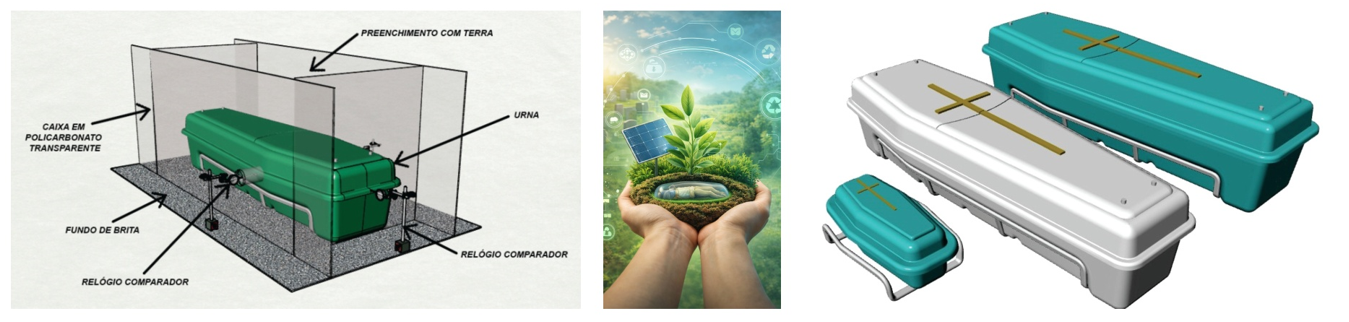 PREENCHIMENTO COM TERRA
URNA
CAIXA EM
POLICARBONATO
TRANSPARENTE
FUNDO DE BRITA
RELÓGIO COMPARADOR
RELÓGIO COMPARADOR